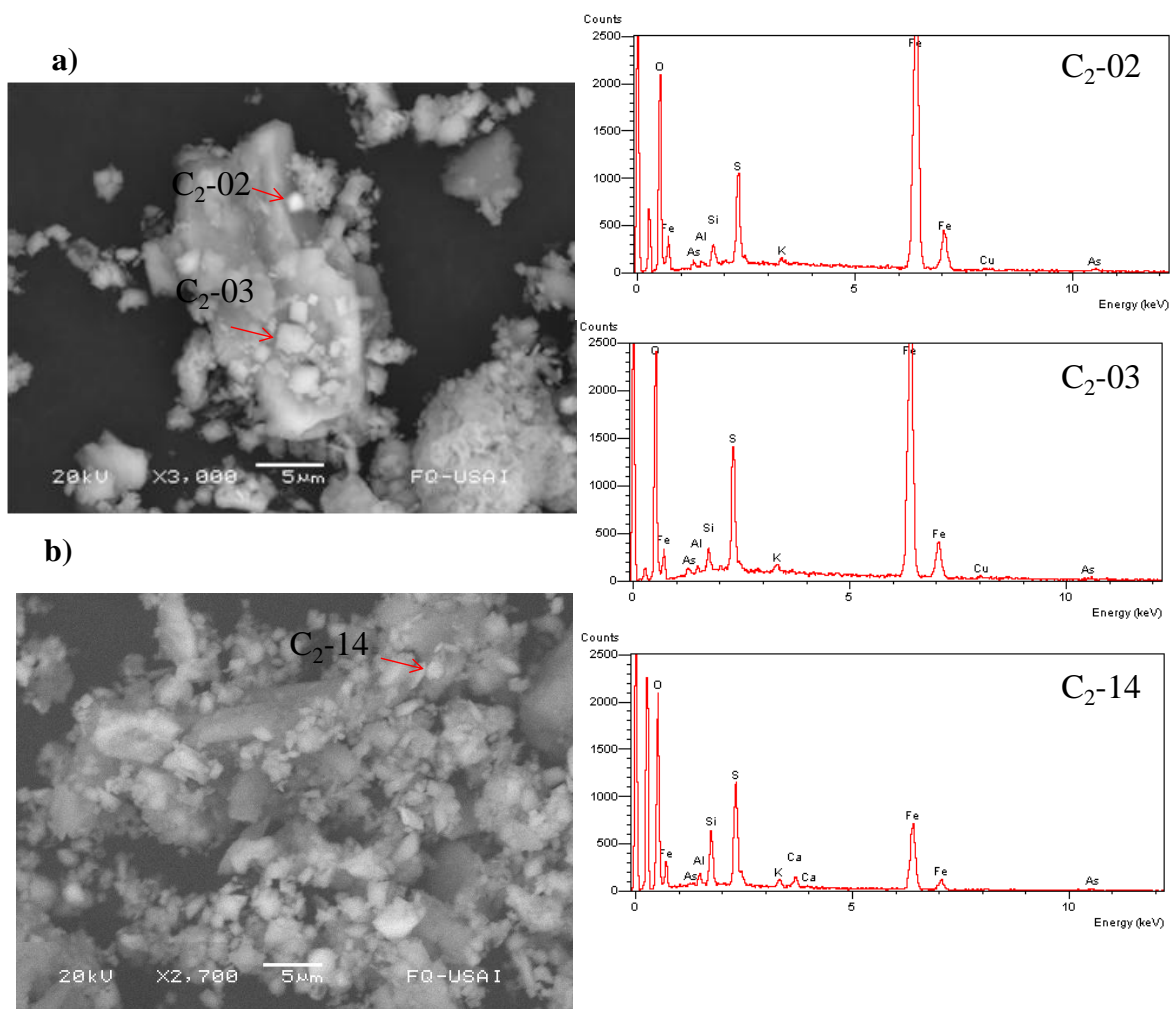 a)
C₂-02
C₂-03
20kV X3,000 5µm FQ-USAI
b)
C₂-14
20kV X2,700 5µm FQ-USAI
Counts
C₂-02
2500
2000
1500
1000
500
0
O
Fe
As
Al
Si
S
K
Fe
Fe
Cu
As
0 5 10
Energy (keV)
Counts
C₂-03
2500
2000
1500
1000
500
0
O
Fe
As
Al
Si
S
K
Fe
Fe
Cu
As
0 5 10
Energy (keV)
Counts
C₂-14
2500
2000
1500
1000
500
0
O
Fe
As
Al
Si
S
K
Ca
Ca
Fe
Fe
As
0 5 10
Energy (keV)